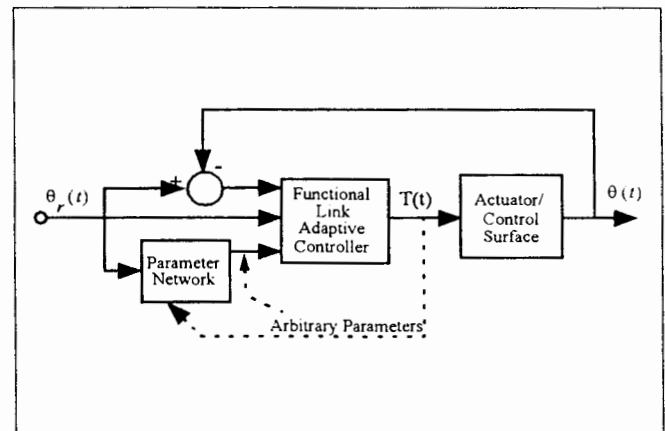 θr(t)
+
-
Functional
Link
Adaptive
Controller
T(t)
Actuator/
Control
Surface
θ(t)
Parameter
Network
Arbitrary Parameters